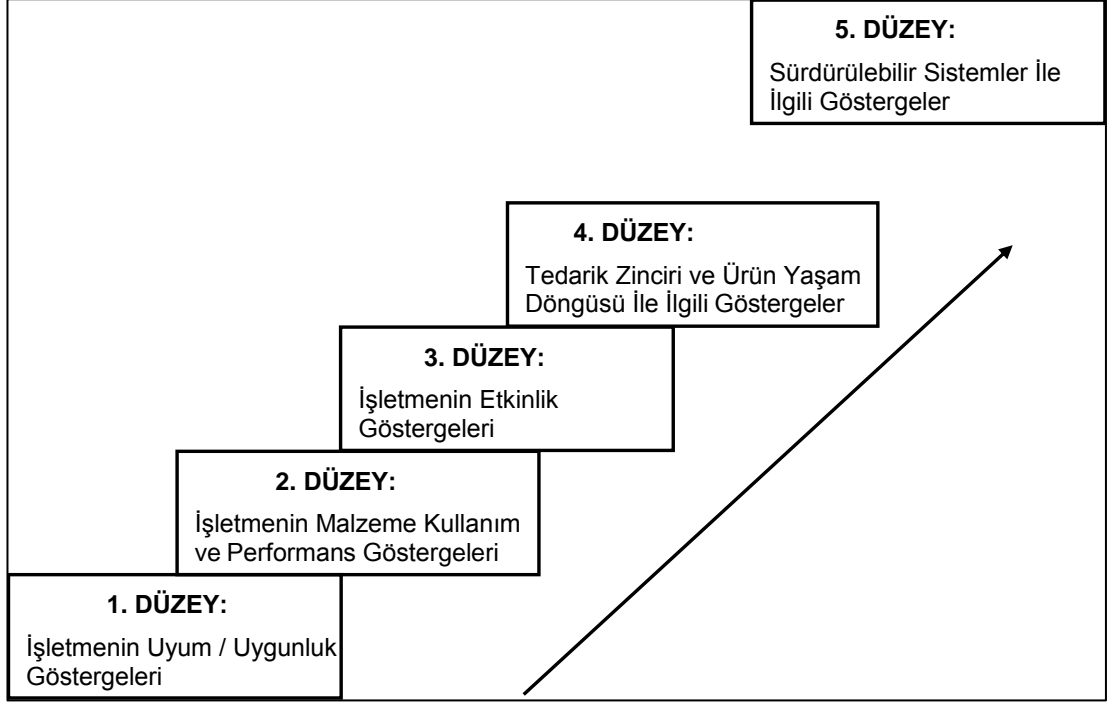 5. DÜZEY:
Sürdürülebilir Sistemler İle
İlgili Göstergeler
4. DÜZEY:
Tedarik Zinciri ve Ürün Yaşam
Döngüsü İle İlgili Göstergeler
3. DÜZEY:
İşletmenin Etkinlik
Göstergeleri
2. DÜZEY:
İşletmenin Malzeme Kullanım
ve Performans Göstergeleri
1. DÜZEY:
İşletmenin Uyum / Uygunluk
Göstergeleri